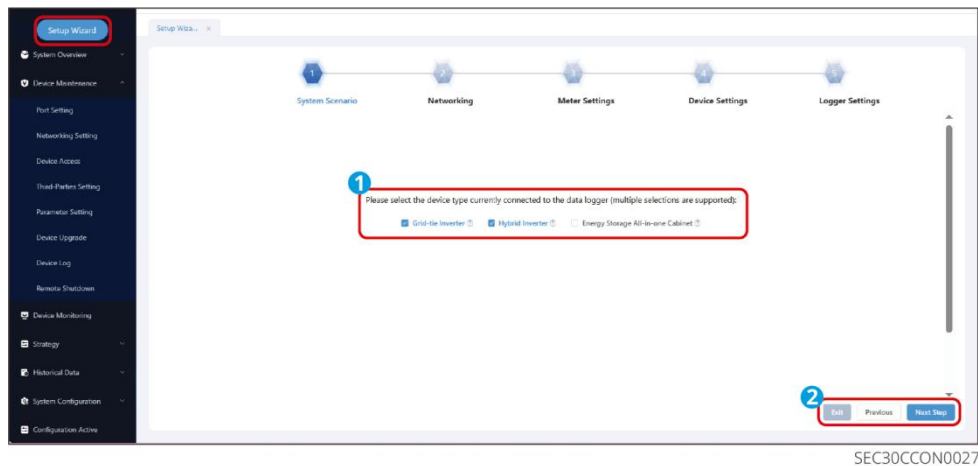 Setup Wizard
System Overview
Device Maintenance
Port Setting
Networking Setting
Device Access
Third-Parties Setting
Parameter Setting
Device Upgrade
Device Log
Remote Shutdown
Device Monitoring
Strategy
Historical Data
System Configuration
Configuration Active
Setup Wiza... ×
1 2 3 4 5
System Scenario Networking Meter Settings Device Settings Logger Settings
1
Please select the device type currently connected to the data logger (multiple selections are supported):
Grid-tie Inverter ? Hybrid Inverter ? Energy Storage All-in-one Cabinet ?
2
Exit Previous Next Step
SEC30CCON0027